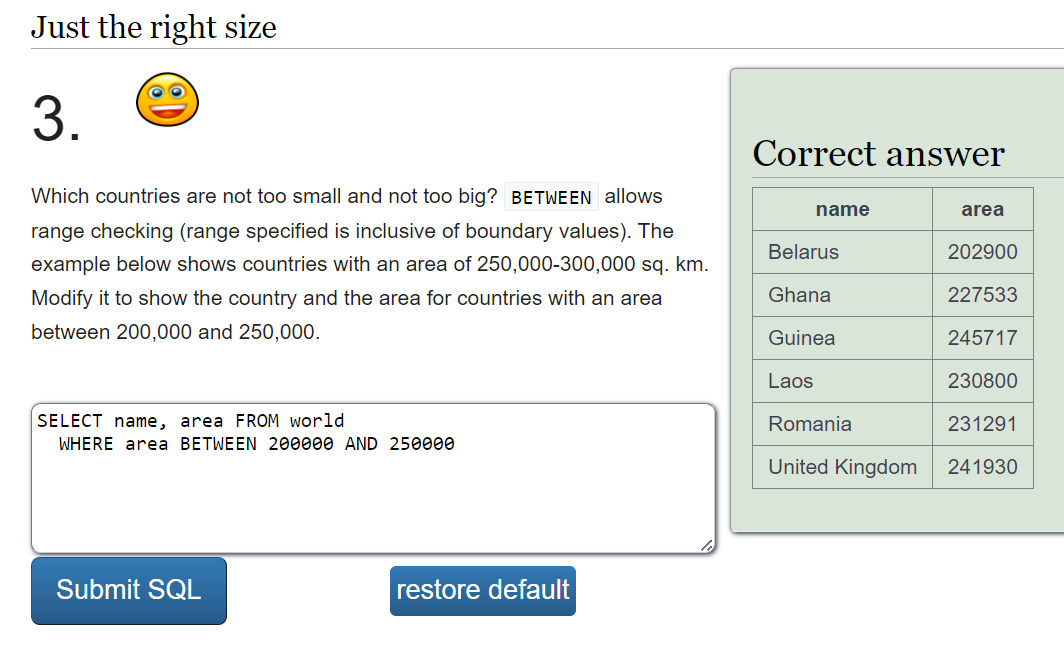 Just the right size
3.
Which countries are not too small and not too big? BETWEEN allows
range checking (range specified is inclusive of boundary values). The
example below shows countries with an area of 250,000-300,000 sq. km.
Modify it to show the country and the area for countries with an area
between 200,000 and 250,000.
SELECT name, area FROM world
  WHERE area BETWEEN 200000 AND 250000
Submit SQL restore default
Correct answer
name area
Belarus 202900
Ghana 227533
Guinea 245717
Laos 230800
Romania 231291
United Kingdom 241930